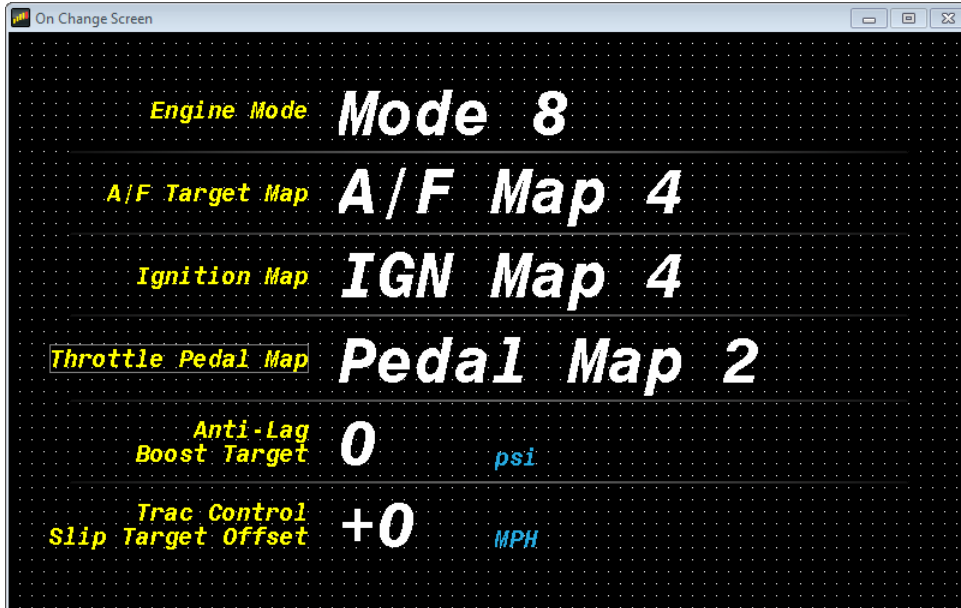 On Change Screen
Engine Mode Mode 8
A/F Target Map A/F Map 4
Ignition Map IGN Map 4
Throttle Pedal Map Pedal Map 2
Anti-Lag
Boost Target 0 psi
Trac Control
Slip Target Offset +0 MPH